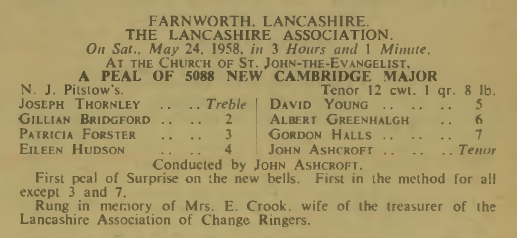 FARNWORTH, LANCASHIRE.
THE LANCASHIRE ASSOCIATION.
On Sat., May 24, 1958, in 3 Hours and 1 Minute,
AT THE CHURCH OF ST. JOHN-THE-EVANGELIST,
A PEAL OF 5088 NEW CAMBRIDGE MAJOR
N. J. Pitstow's. Tenor 12 cwt. 1 qr. 8 lb.
JOSEPH THORNLEY .. .. Treble | DAVID YOUNG .. .. .. 5
GILLIAN BRIDGFORD .. .. 2 | ALBERT GREENHALGH .. 6
PATRICIA FORSTER .. .. 3 | GORDON HALLS .. .. .. 7
EILEEN HUDSON .. .. 4 | JOHN ASHCROFT .. .. Tenor
Conducted by JOHN ASHCROFT.
First peal of Surprise on the new bells. First in the method for all
except 3 and 7.
Rung in memory of Mrs. E. Crook, wife of the treasurer of the
Lancashire Association of Change Ringers.